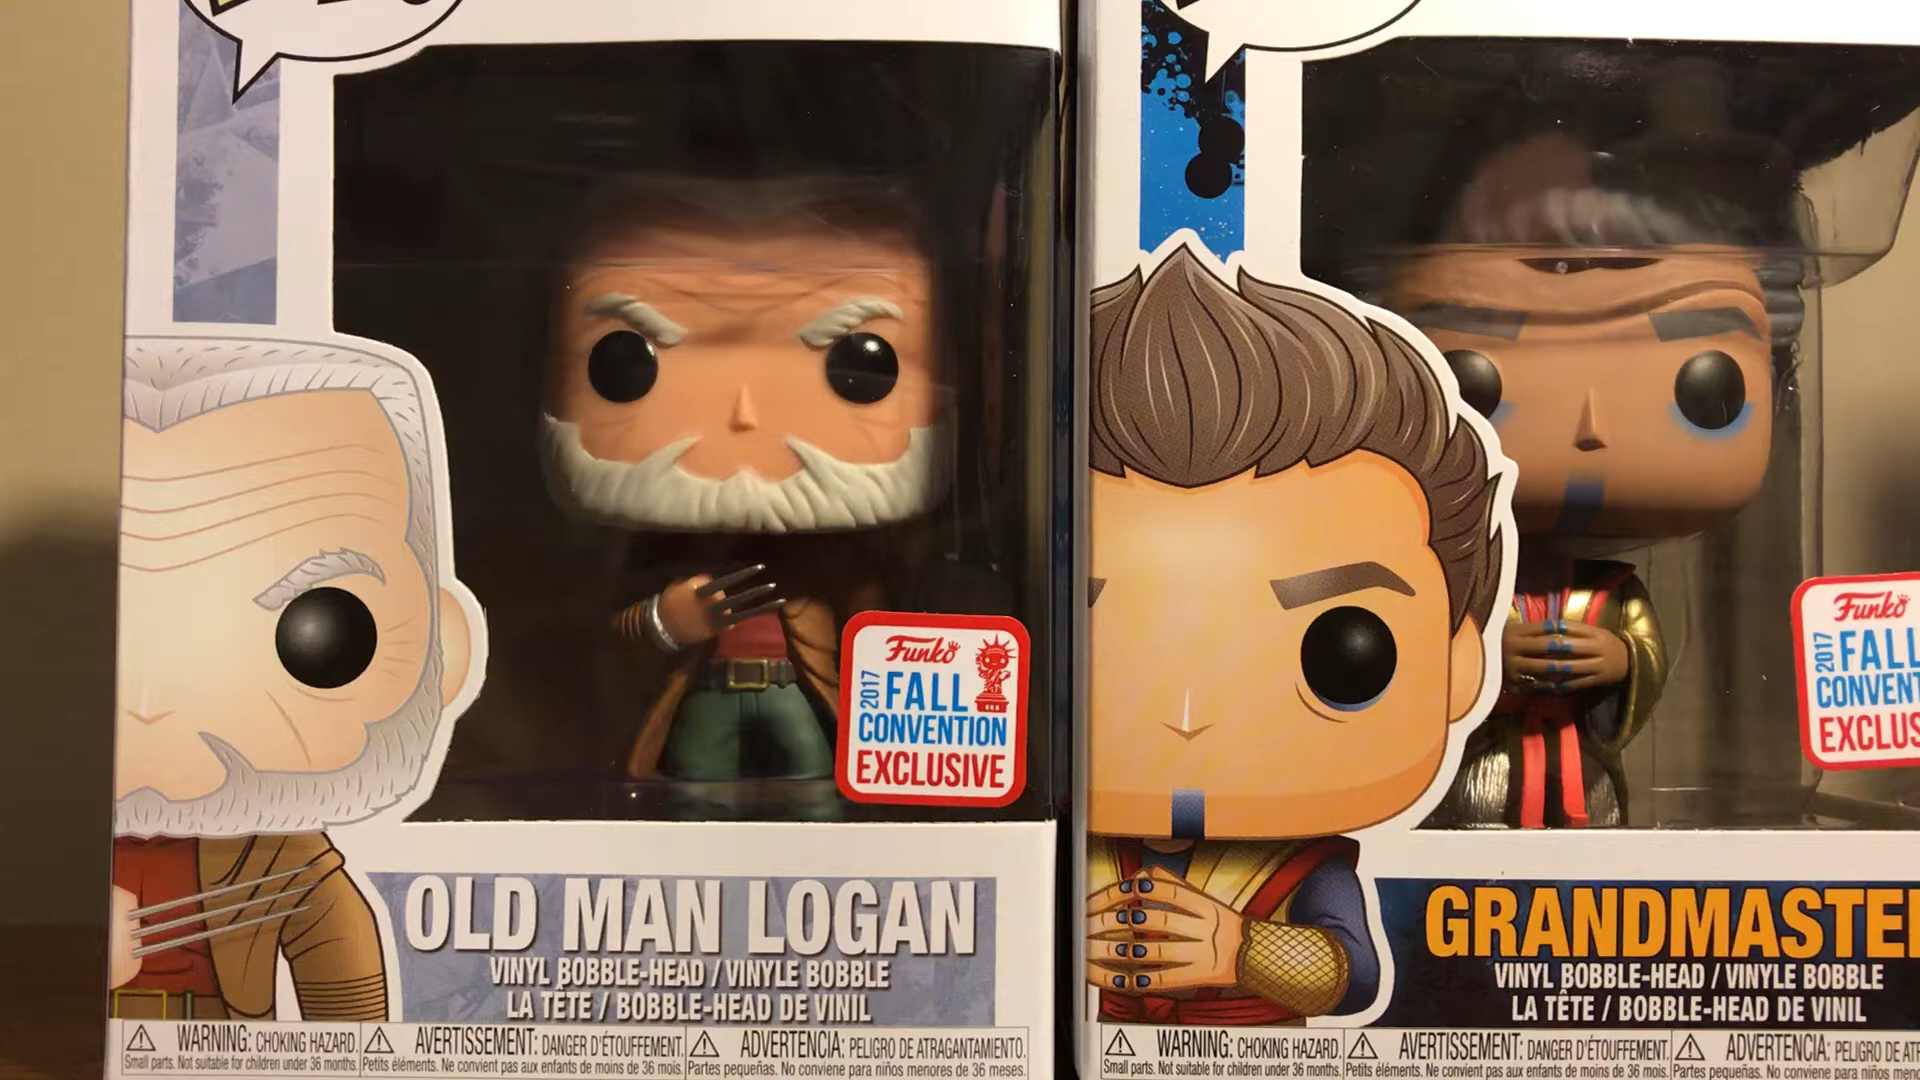 Funko
2017
FALL
CONVENTION
EXCLUSIVE
OLD MAN LOGAN
VINYL BOBBLE-HEAD / VINYLE BOBBLE
LA TÊTE / BOBBLE-HEAD DE VINIL
WARNING: CHOKING HAZARD.
Small parts. Not suitable for children under 36 months.
AVERTISSEMENT: DANGER D'ÉTOUFFEMENT.
Petits éléments. Ne convient pas aux enfants de moins de 36 mois.
ADVERTENCIA: PELIGRO DE ATRAGANTAMIENTO.
Partes pequeñas. No conviene para niños menores de 36 meses.
Funko
2017
FALL
CONVENT
EXCLUS
GRANDMASTE
VINYL BOBBLE-HEAD / VINYLE BOBBLE
LA TÊTE / BOBBLE-HEAD DE VINIL
WARNING: CHOKING HAZARD.
Small parts. Not suitable for children under 36 months.
AVERTISSEMENT: DANGER D'ÉTOUFFEMENT.
Petits éléments. Ne convient pas aux enfants de moins de 36 mois.
ADVERTENCIA: PELIGRO DE ATR
Partes pequeñas. No conviene para niños meno